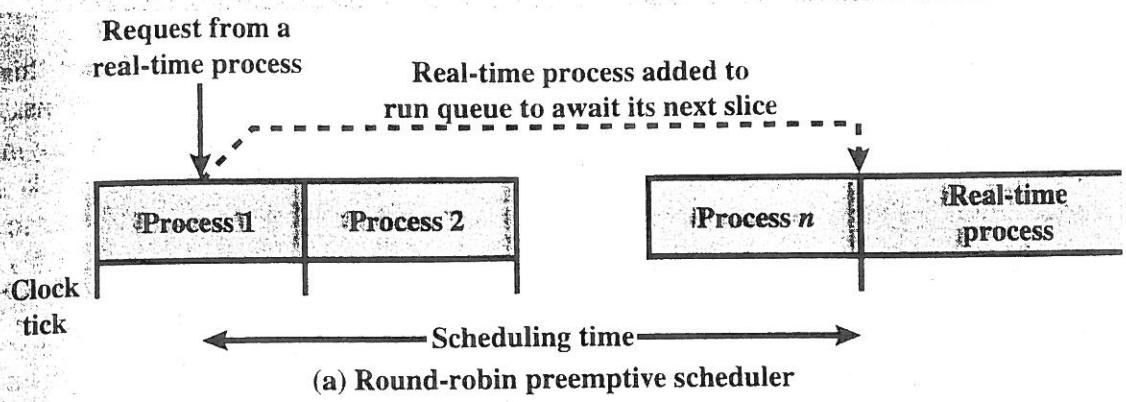 Request from a
real-time process
Real-time process added to
run queue to await its next slice
Process 1
Process 2
Process n
Real-time
process
Clock
tick
Scheduling time
(a) Round-robin preemptive scheduler